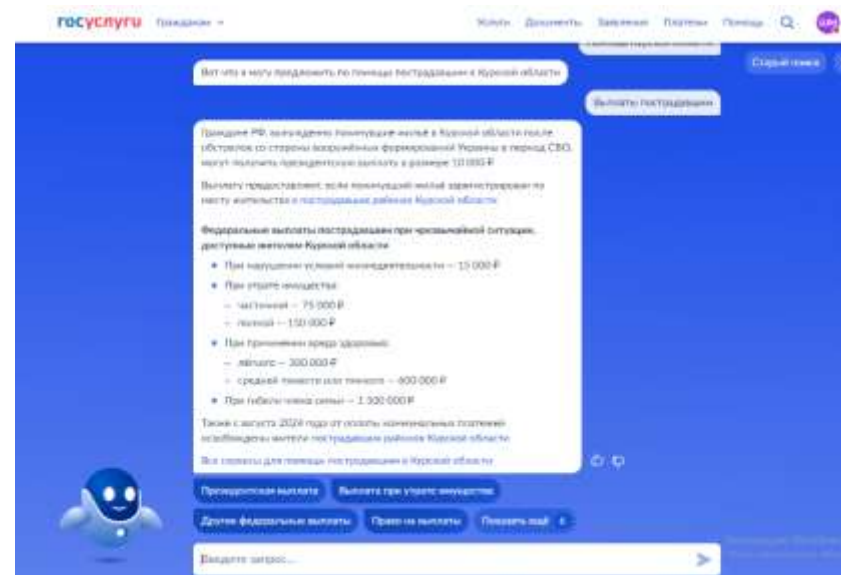 госуслуги Гражданам
Услуги Документы Заявления Платежи Помощь
Старый поиск
Вот что я могу предложить по помощи пострадавшим в Курской области
Выплаты пострадавшим
Граждане РФ, вынужденно покинувшие жильё в Курской области после
обстрелов со стороны вооружённых формирований Украины в период СВО,
могут получить президентскую выплату в размере 10 000 ₽
Выплату предоставляют, если покинувший жильё зарегистрирован по
месту жительства в пострадавших районах Курской области
Федеральные выплаты пострадавшим при чрезвычайной ситуации,
доступные жителям Курской области
• При нарушении условий жизнедеятельности — 15 000 ₽
• При утрате имущества:
— частичной — 75 000 ₽
— полной — 150 000 ₽
• При причинении вреда здоровью:
— лёгкого — 300 000 ₽
— средней тяжести или тяжкого — 600 000 ₽
• При гибели члена семьи — 1 500 000 ₽
Также с августа 2024 года от оплаты коммунальных платежей
освобождены жители пострадавших районов Курской области
Все сервисы для помощи пострадавшим в Курской области
Президентская выплата Выплата при утрате имущества
Другие федеральные выплаты Право на выплаты Показать ещё 6
Введите запрос...